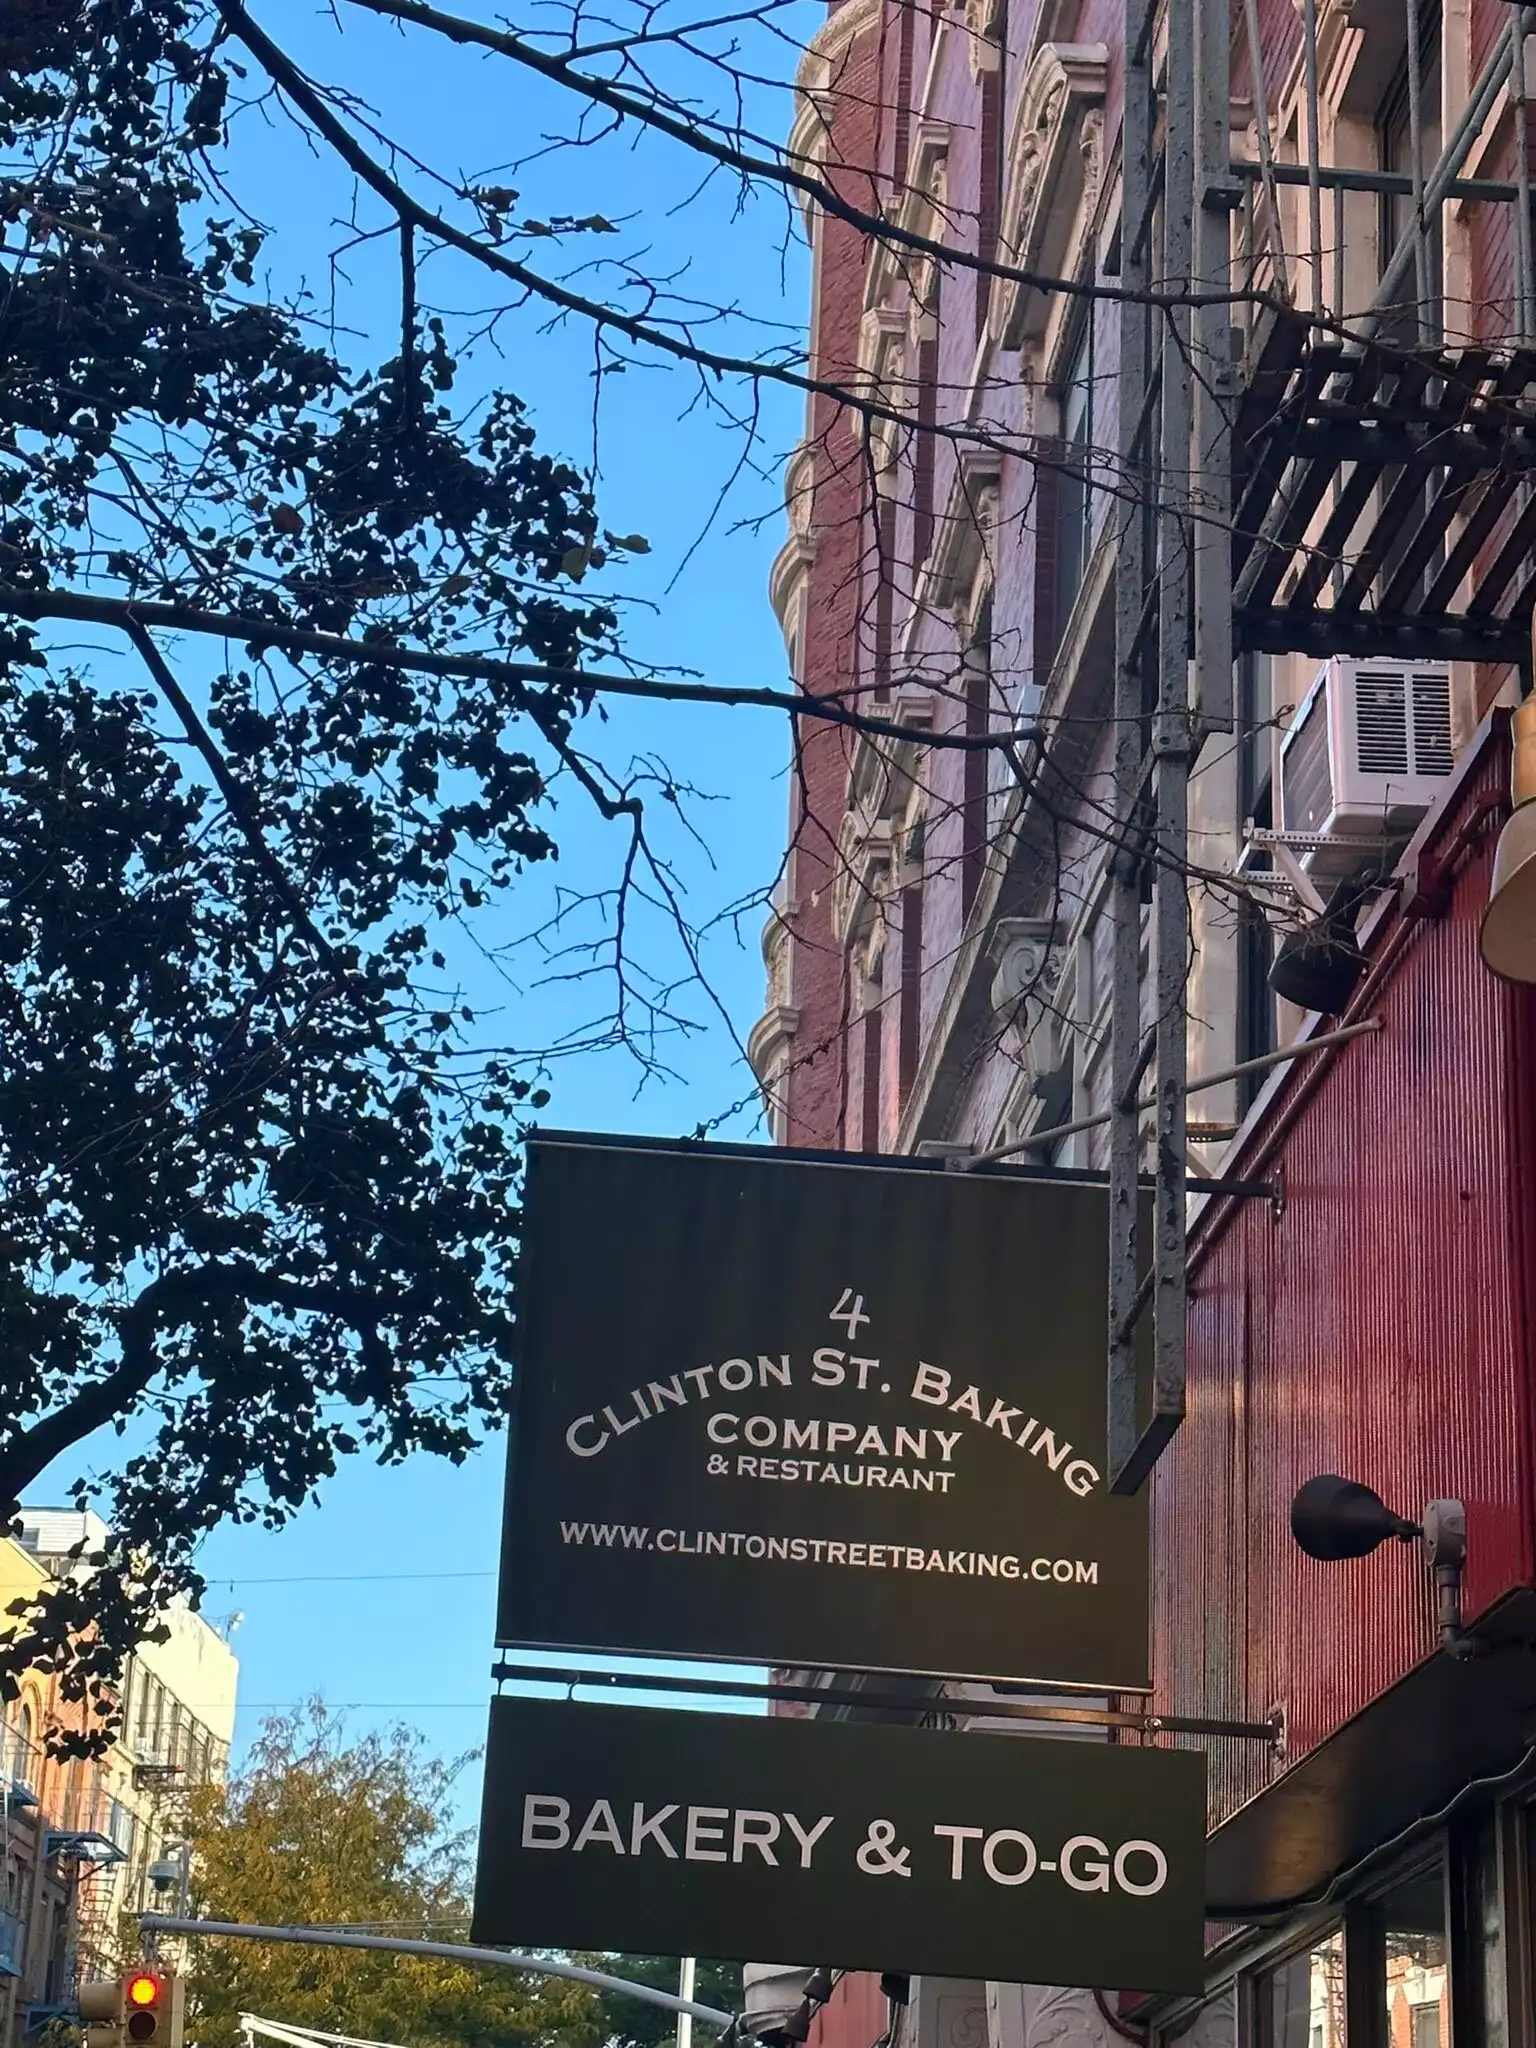 4
CLINTON ST. BAKING
COMPANY
& RESTAURANT
WWW.CLINTONSTREETBAKING.COM
BAKERY & TO-GO